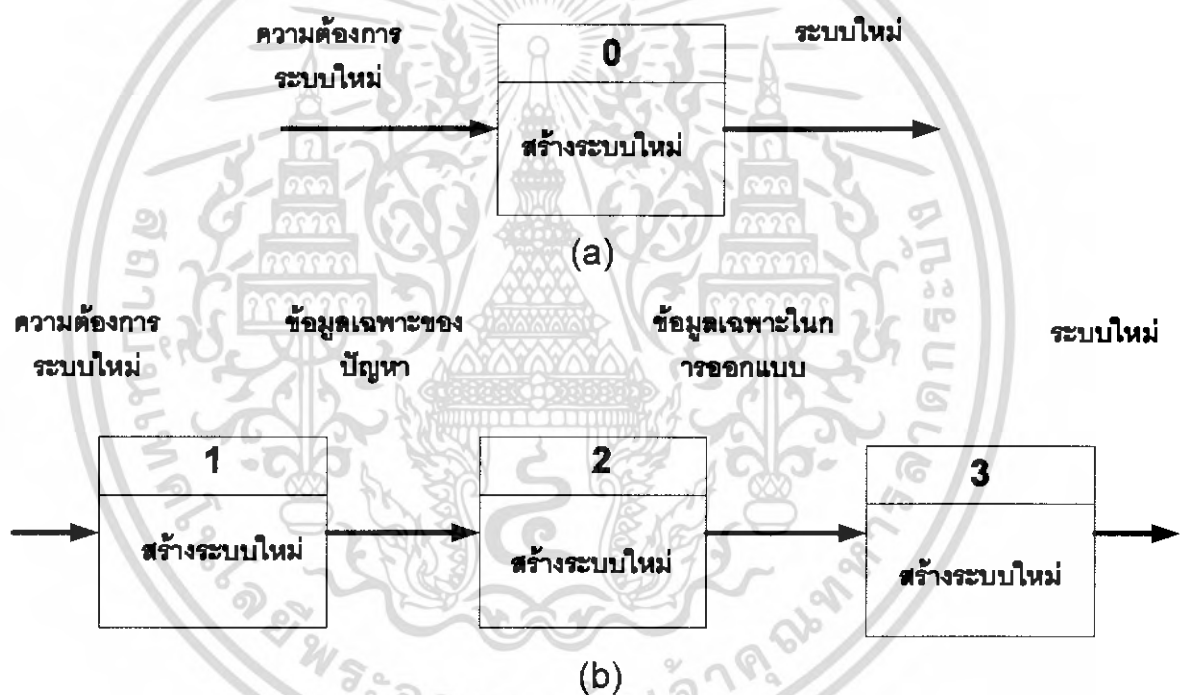 ความต้องการ
ระบบใหม่
0
สร้างระบบใหม่
ระบบใหม่
(a)
ความต้องการ
ระบบใหม่
ข้อมูลเฉพาะของ
ปัญหา
ข้อมูลเฉพาะในก
ารออกแบบ
ระบบใหม่
1
สร้างระบบใหม่
2
สร้างระบบใหม่
3
สร้างระบบใหม่
(b)